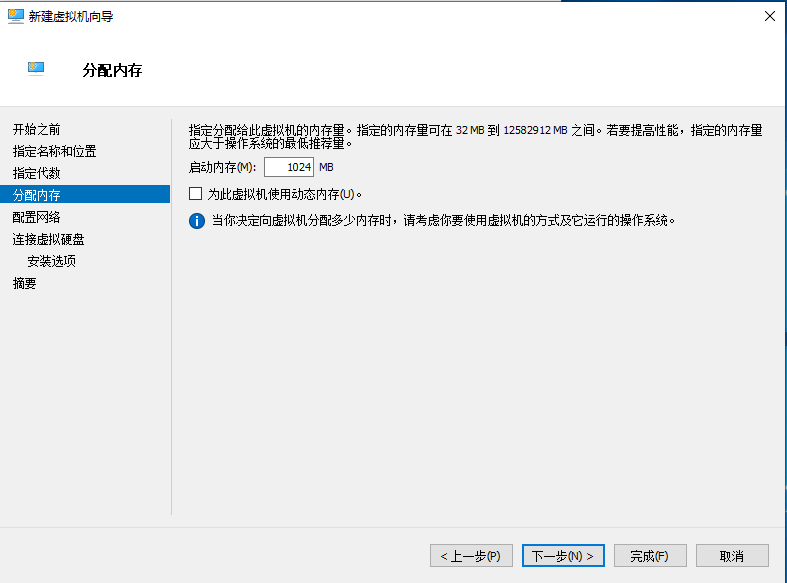 新建虚拟机向导
分配内存
开始之前
指定名称和位置
指定代数
分配内存
配置网络
连接虚拟硬盘
安装选项
摘要
指定分配给此虚拟机的内存量。指定的内存量可在 32 MB 到 12582912 MB 之间。若要提高性能，指定的内存量
应大于操作系统的最低推荐量。
启动内存(M): 1024 MB
为此虚拟机使用动态内存(U)。
当你决定向虚拟机分配多少内存时，请考虑你要使用虚拟机的方式及它运行的操作系统。
< 上一步(P) 下一步(N) > 完成(F) 取消